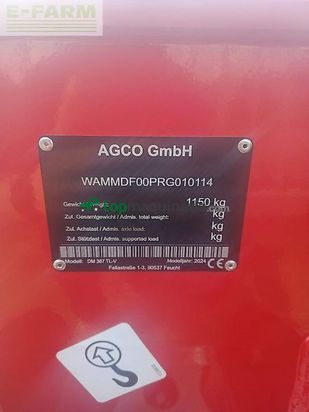 E-FARM
AGCO GmbH
WAMMDF00PRG010114
Gewicht / 1150 kg
Zul. Gesamtgewicht / Admis. total weight: kg
Zul. Achslast / Admis. axle load: kg
Zul. Stützlast / Admis. supported load kg
Modell: DM 367 TL-V Modelljahr: 2024
Fellastraße 1-3, 90537 Feucht CE